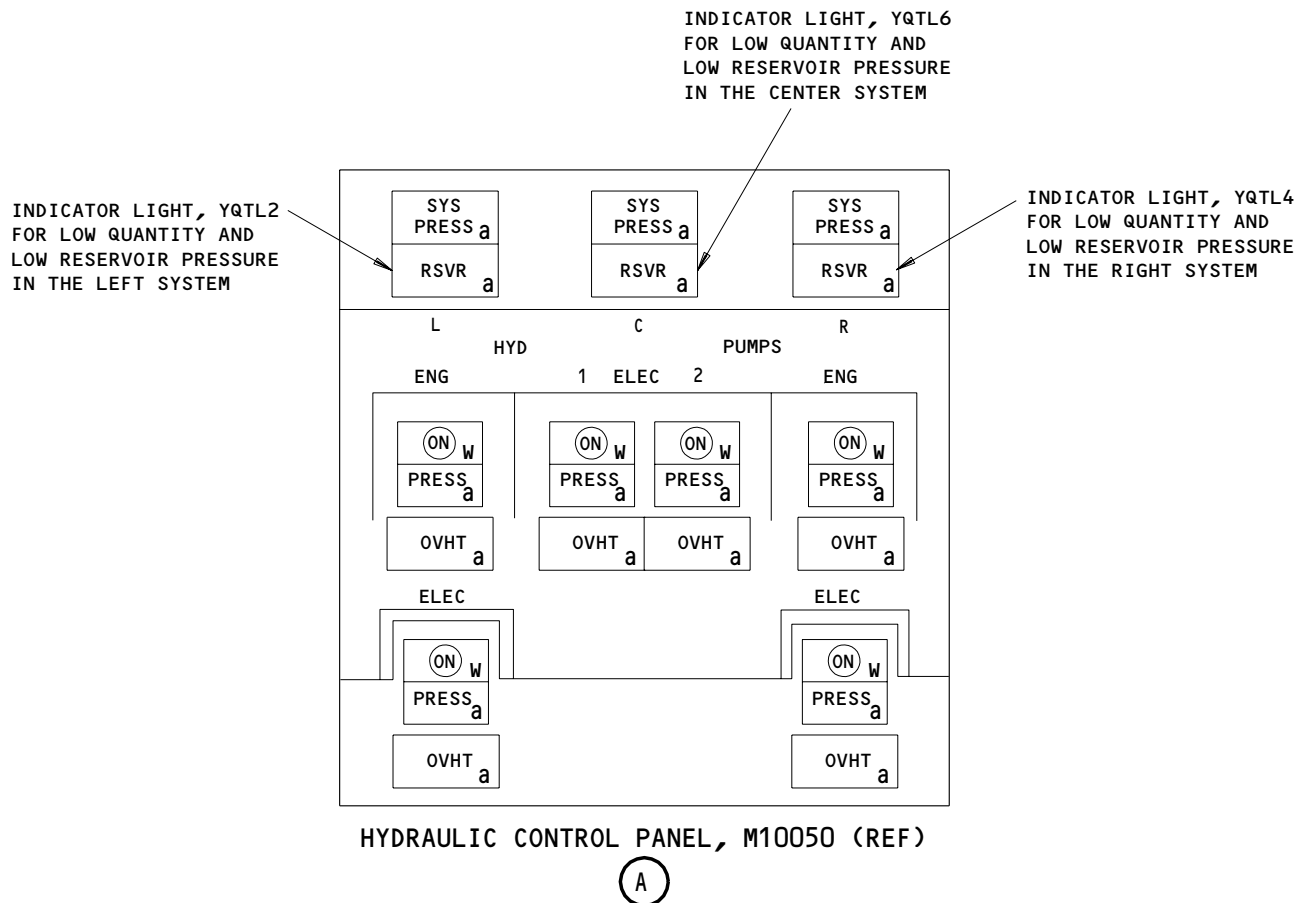 INDICATOR LIGHT, YQTL6
FOR LOW QUANTITY AND
LOW RESERVOIR PRESSURE
IN THE CENTER SYSTEM
INDICATOR LIGHT, YQTL2
FOR LOW QUANTITY AND
LOW RESERVOIR PRESSURE
IN THE LEFT SYSTEM
INDICATOR LIGHT, YQTL4
FOR LOW QUANTITY AND
LOW RESERVOIR PRESSURE
IN THE RIGHT SYSTEM
SYS
PRESS a
RSVR
a
SYS
PRESS a
RSVR
a
SYS
PRESS a
RSVR
a
L C R
HYD PUMPS
ENG 1 ELEC 2 ENG
ON W
PRESS a
ON W
PRESS a
ON W
PRESS a
ON W
PRESS a
OVHT a
OVHT a
OVHT a
OVHT a
ELEC ELEC
ON W
PRESS a
ON W
PRESS a
OVHT a
OVHT a
HYDRAULIC CONTROL PANEL, M10050 (REF)
A